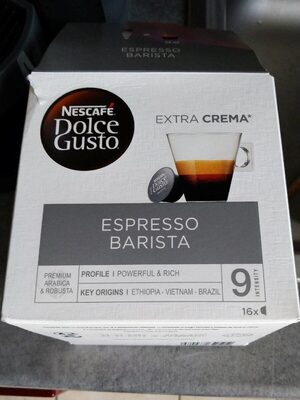 ESPRESSO
BARISTA
NESCAFÉ
Dolce
Gusto
EXTRA CREMA*
ESPRESSO
BARISTA
PREMIUM
ARABICA
& ROBUSTA
PROFILE | POWERFUL & RICH
KEY ORIGINS | ETHIOPIA - VIETNAM - BRAZIL
9
INTENSITY
16x